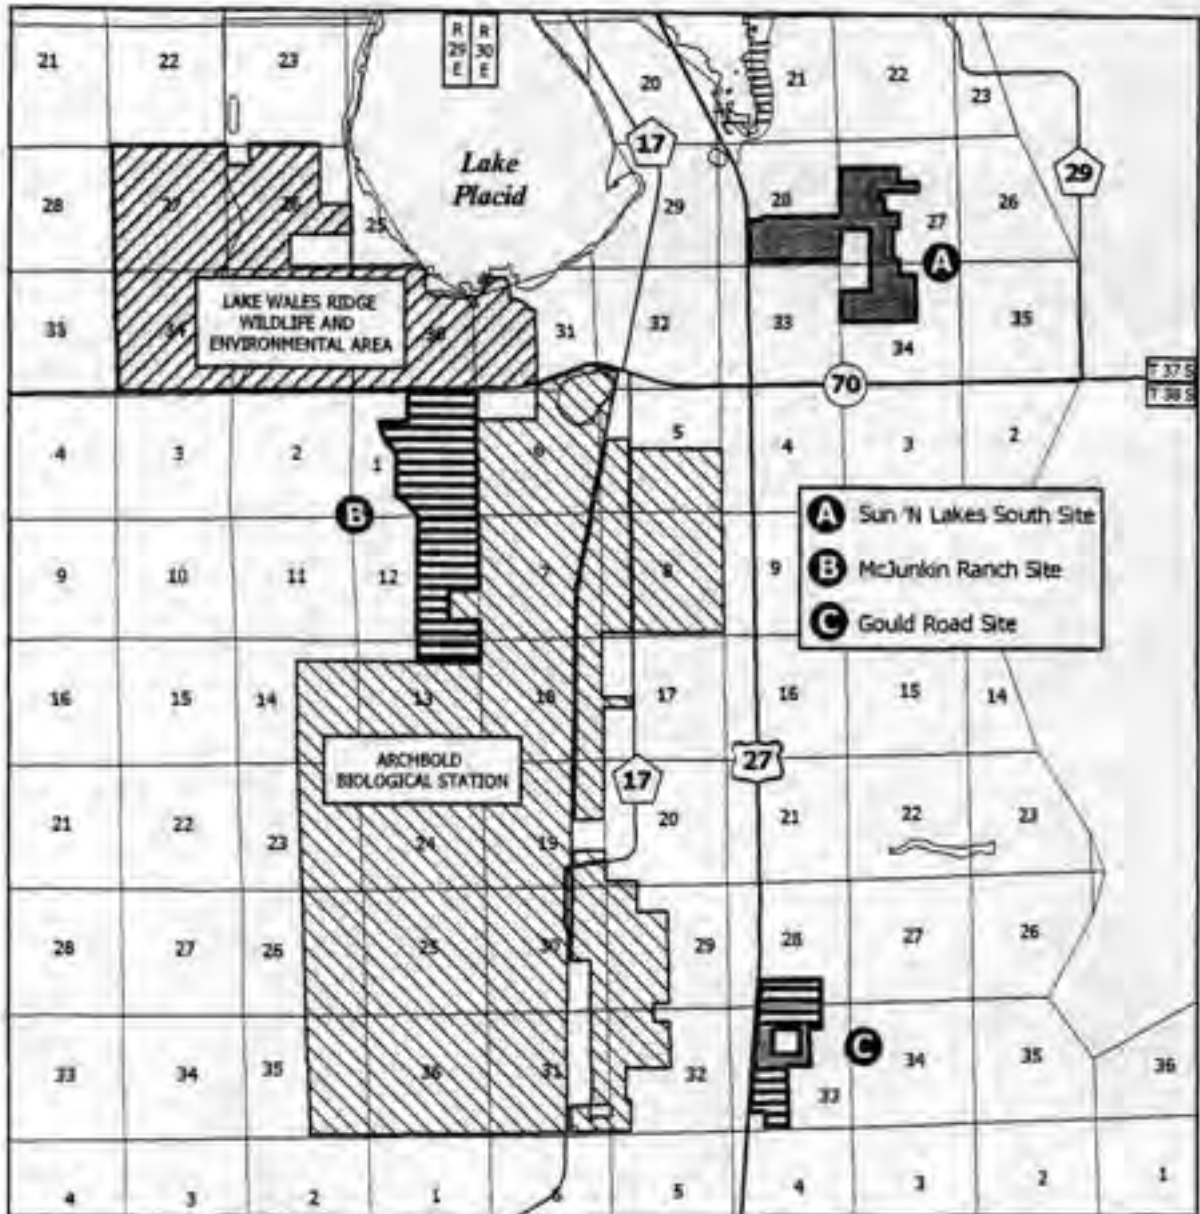 R R
29 30
E E
21 22 23 20 21 22 23
17
Lake
Placid
29
28 27 26 25 29 28 27 26
A
LAKE WALES RIDGE
WILDLIFE AND
ENVIRONMENTAL AREA
33 34 36 31 32 33 34 35
T 37 S
70
T 38 S
4 3 2 1 6 5 4 3 2
B
A Sun 'N Lakes South Site
B McJunkin Ranch Site
C Gould Road Site
9 10 11 12 7 8 9
16 15 14 13 18 17 16 15 14
ARCHBOLD
BIOLOGICAL STATION
27
17
21 22 23 24 19 20 21 22 23
28 27 26 25 30 29 28 27 26
C
33 34 35 36 31 32 33 34 35 36
4 3 2 1 6 5 4 3 2 1